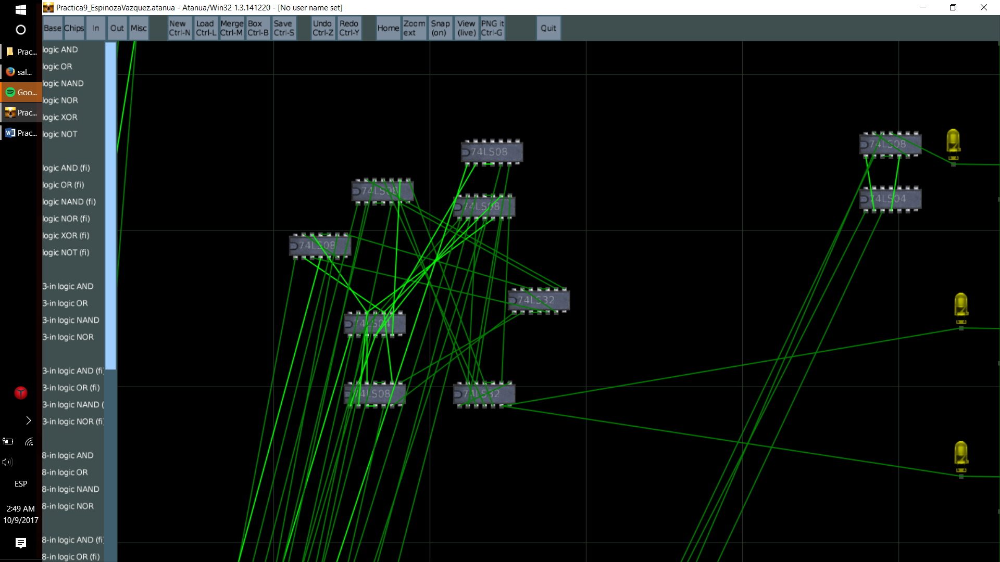 Practica9_EspinozaVazquez.atanua - Atanua/Win32 1.3.141220 - [No user name set]
Base Chips In Out Misc New Ctrl-N Load Ctrl-L Merge Ctrl-M Box Ctrl-B Save Ctrl-S Undo Ctrl-Z Redo Ctrl-Y Home Zoom ext Snap (on) View (live) PNG it Ctrl-G Quit
Prac...
sal...
Goo...
Prac...
Prac...
ESP
2:49 AM
10/9/2017
logic AND
logic OR
logic NAND
logic NOR
logic XOR
logic NOT
logic AND (fi)
logic OR (fi)
logic NAND (fi)
logic NOR (fi)
logic XOR (fi)
logic NOT (fi)
3-in logic AND
3-in logic OR
3-in logic NAND
3-in logic NOR
3-in logic AND (fi)
3-in logic OR (fi)
3-in logic NAND (
3-in logic NOR (fi)
8-in logic AND
8-in logic OR
8-in logic NAND
8-in logic NOR
8-in logic AND (fi)
8-in logic OR (fi)
74LS08
74LS08
74LS08
74LS08
74LS04
74LS08
74LS32
74LS04
74LS32
74LS08
74LS08